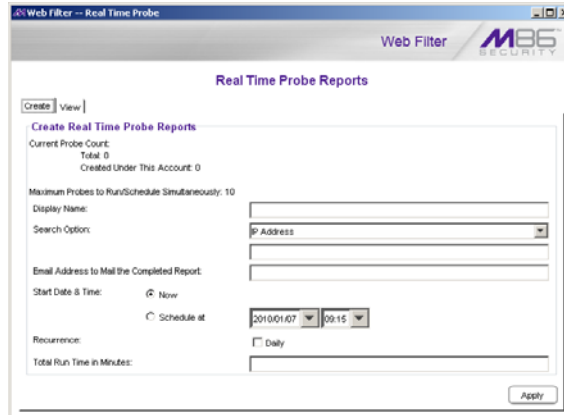 Web Filter -- Real Time Probe
Web Filter
M86
SECURITY
Real Time Probe Reports
Create
View
Create Real Time Probe Reports
Current Probe Count:
Total: 0
Created Under This Account: 0
Maximum Probes to Run/Schedule Simultaneously: 10
Display Name:
Search Option:
IP Address
Email Address to Mail the Completed Report:
Start Date & Time:
Now
Schedule at
2010/01/07
09:15
Recurrence:
Daily
Total Run Time in Minutes:
Apply